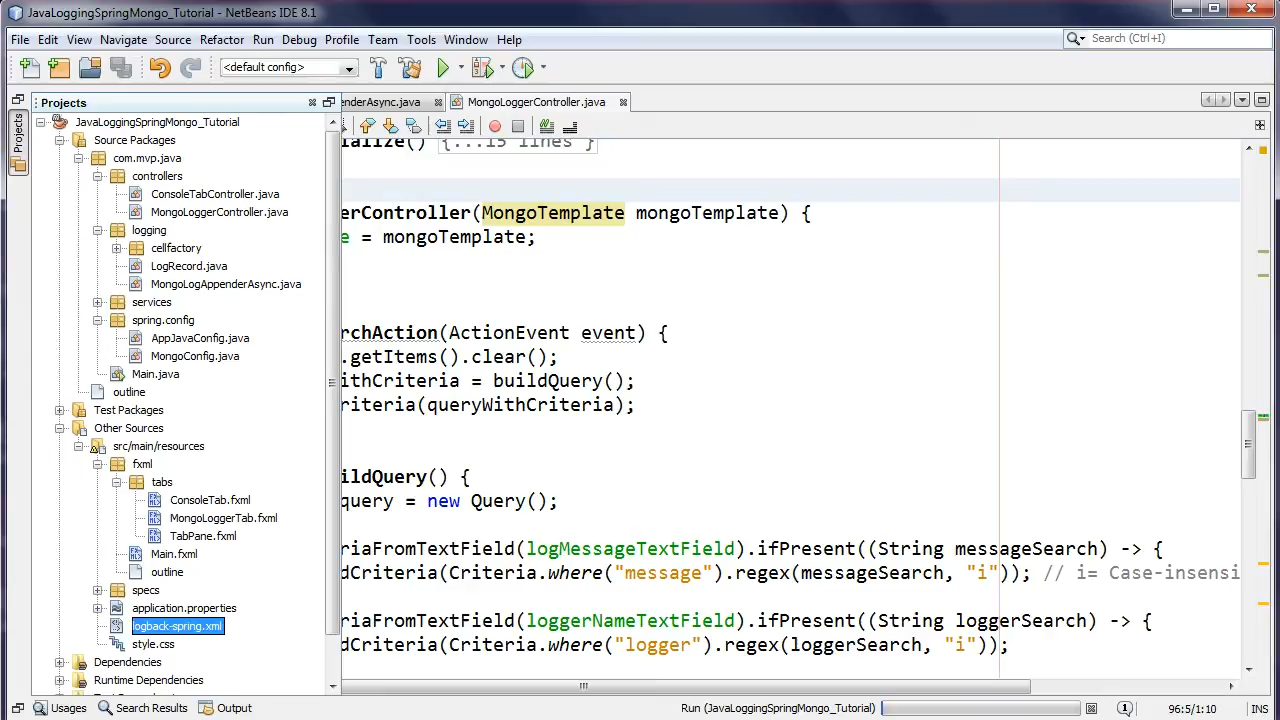 JavaLoggingSpringMongo_Tutorial - NetBeans IDE 8.1
File Edit View Navigate Source Refactor Run Debug Profile Team Tools Window Help
Search (Ctrl+I)
<default config>
Projects
enderAsync.java
MongoLoggerController.java
Projects
JavaLoggingSpringMongo_Tutorial
Source Packages
com.mvp.java
controllers
ConsoleTabController.java
MongoLoggerController.java
logging
cellfactory
LogRecord.java
MongoLogAppenderAsync.java
services
spring.config
AppJavaConfig.java
MongoConfig.java
Main.java
outline
Test Packages
Other Sources
src/main/resources
fxml
tabs
ConsoleTab.fxml
MongoLoggerTab.fxml
TabPane.fxml
Main.fxml
outline
specs
application.properties
logback-spring.xml
style.css
Dependencies
Runtime Dependencies
ialize() {...15 lines }
erController(MongoTemplate mongoTemplate) {
e = mongoTemplate;
rchAction(ActionEvent event) {
.getItems().clear();
ithCriteria = buildQuery();
riteria(queryWithCriteria);
ildQuery() {
query = new Query();
riaFromTextField(logMessageTextField).ifPresent((String messageSearch) -> {
dCriteria(Criteria.where("message").regex(messageSearch, "i")); // i= Case-insensi
riaFromTextField(loggerNameTextField).ifPresent((String loggerSearch) -> {
dCriteria(Criteria.where("logger").regex(loggerSearch, "i"));
Usages Search Results Output
Run (JavaLoggingSpringMongo_Tutorial)
1
96:5/1:10
INS